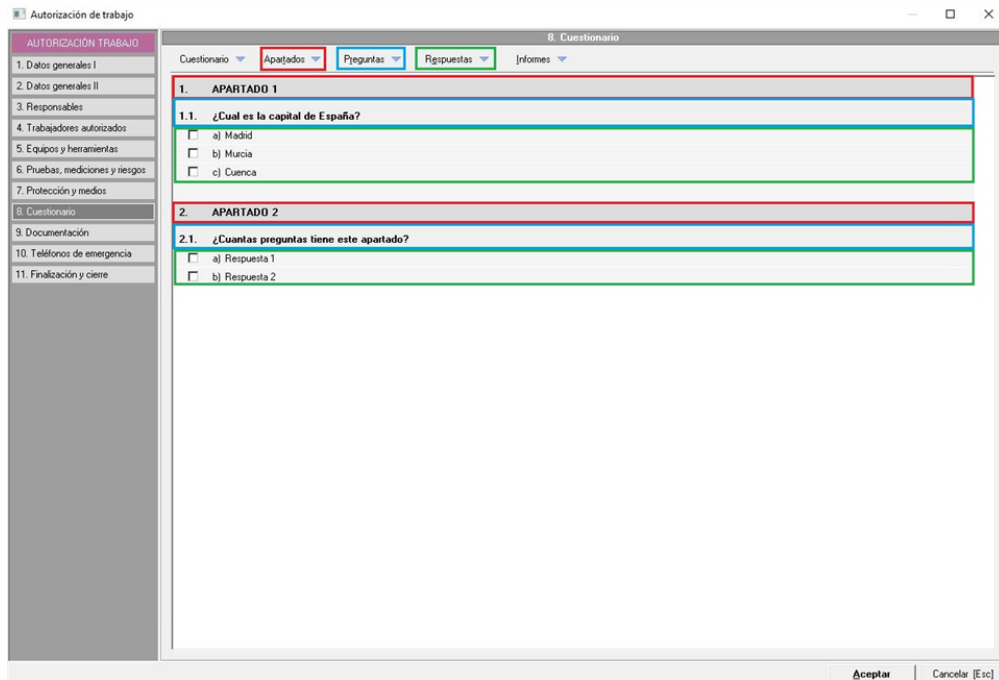 Autorización de trabajo
AUTORIZACIÓN TRABAJO
1. Datos generales I
2. Datos generales II
3. Responsables
4. Trabajadores autorizados
5. Equipos y herramientas
6. Pruebas, mediciones y riesgos
7. Protección y medios
8. Cuestionario
9. Documentación
10. Teléfonos de emergencia
11. Finalización y cierre
8. Cuestionario
Cuestionario Apartados Preguntas Respuestas Informes
1. APARTADO 1
1.1. ¿Cual es la capital de España?
a) Madrid
b) Murcia
c) Cuenca
2. APARTADO 2
2.1. ¿Cuantas preguntas tiene este apartado?
a) Respuesta 1
b) Respuesta 2
Aceptar Cancelar [Esc]